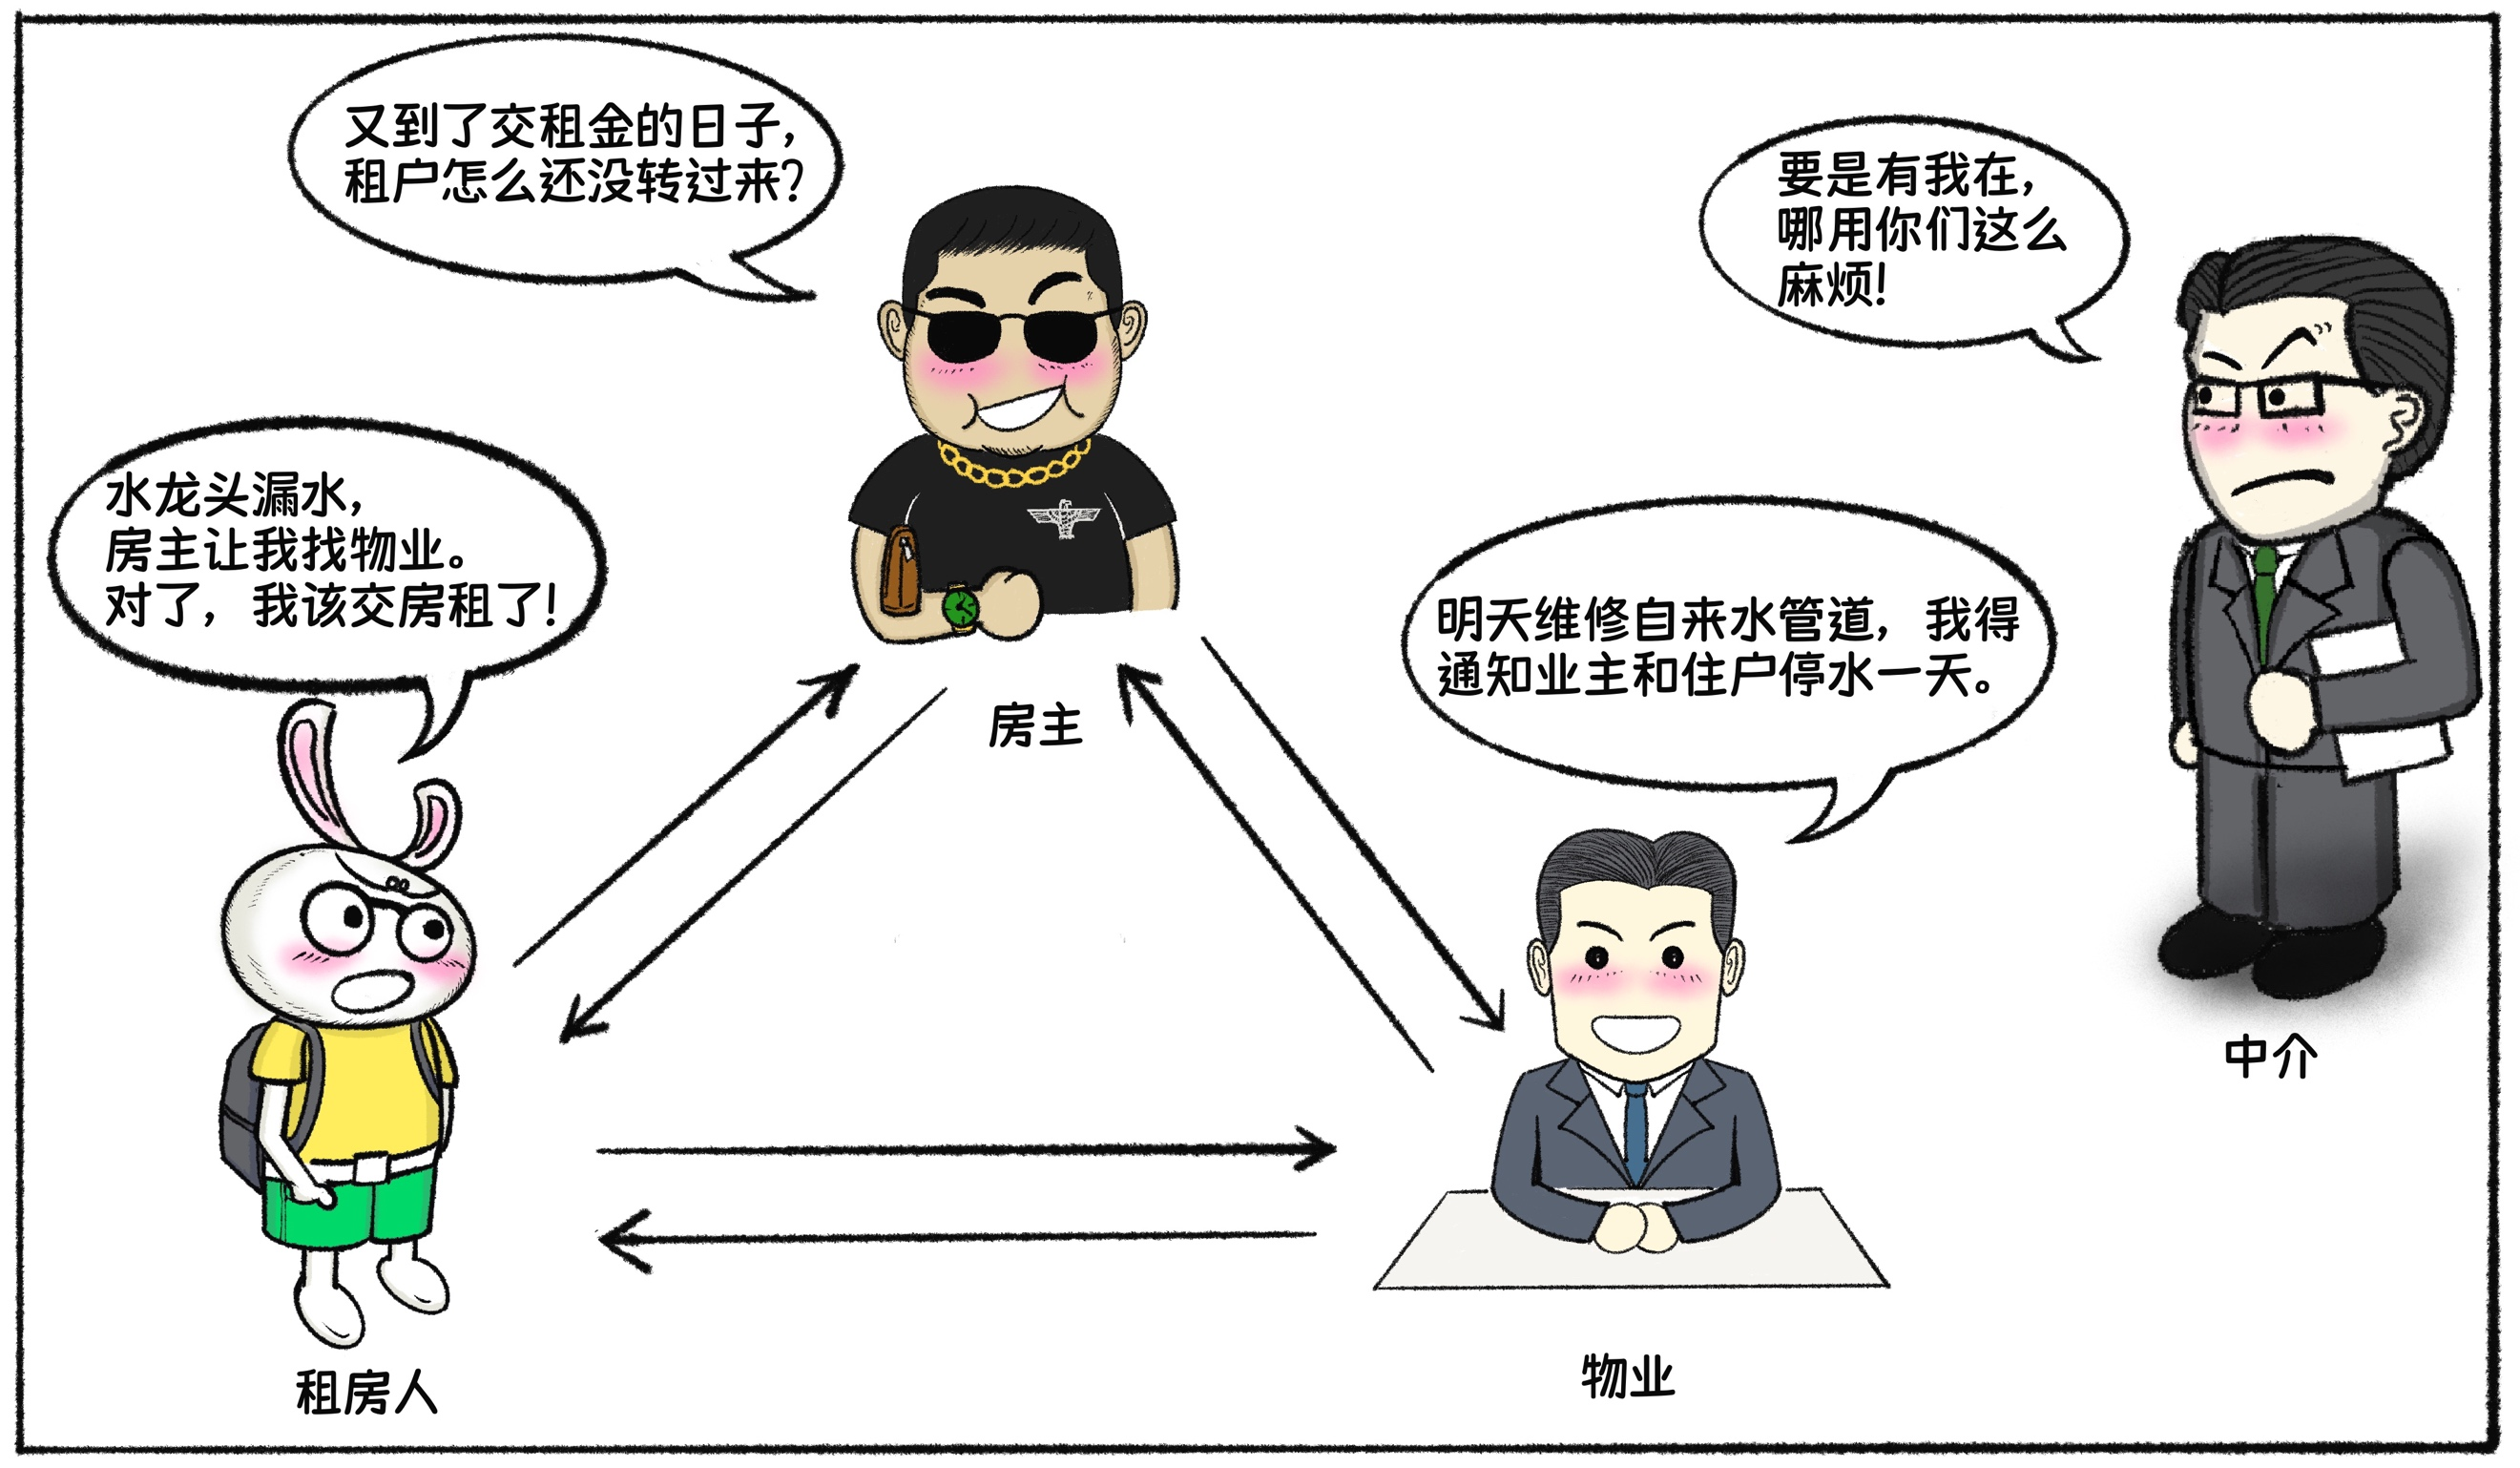 又到了交租金的日子，
租户怎么还没转过来？
要是有我在，
哪用你们这么
麻烦！
水龙头漏水，
房主让我找物业。
对了，我该交房租了！
明天维修自来水管道，我得
通知业主和住户停水一天。
房主
中介
租房人
物业